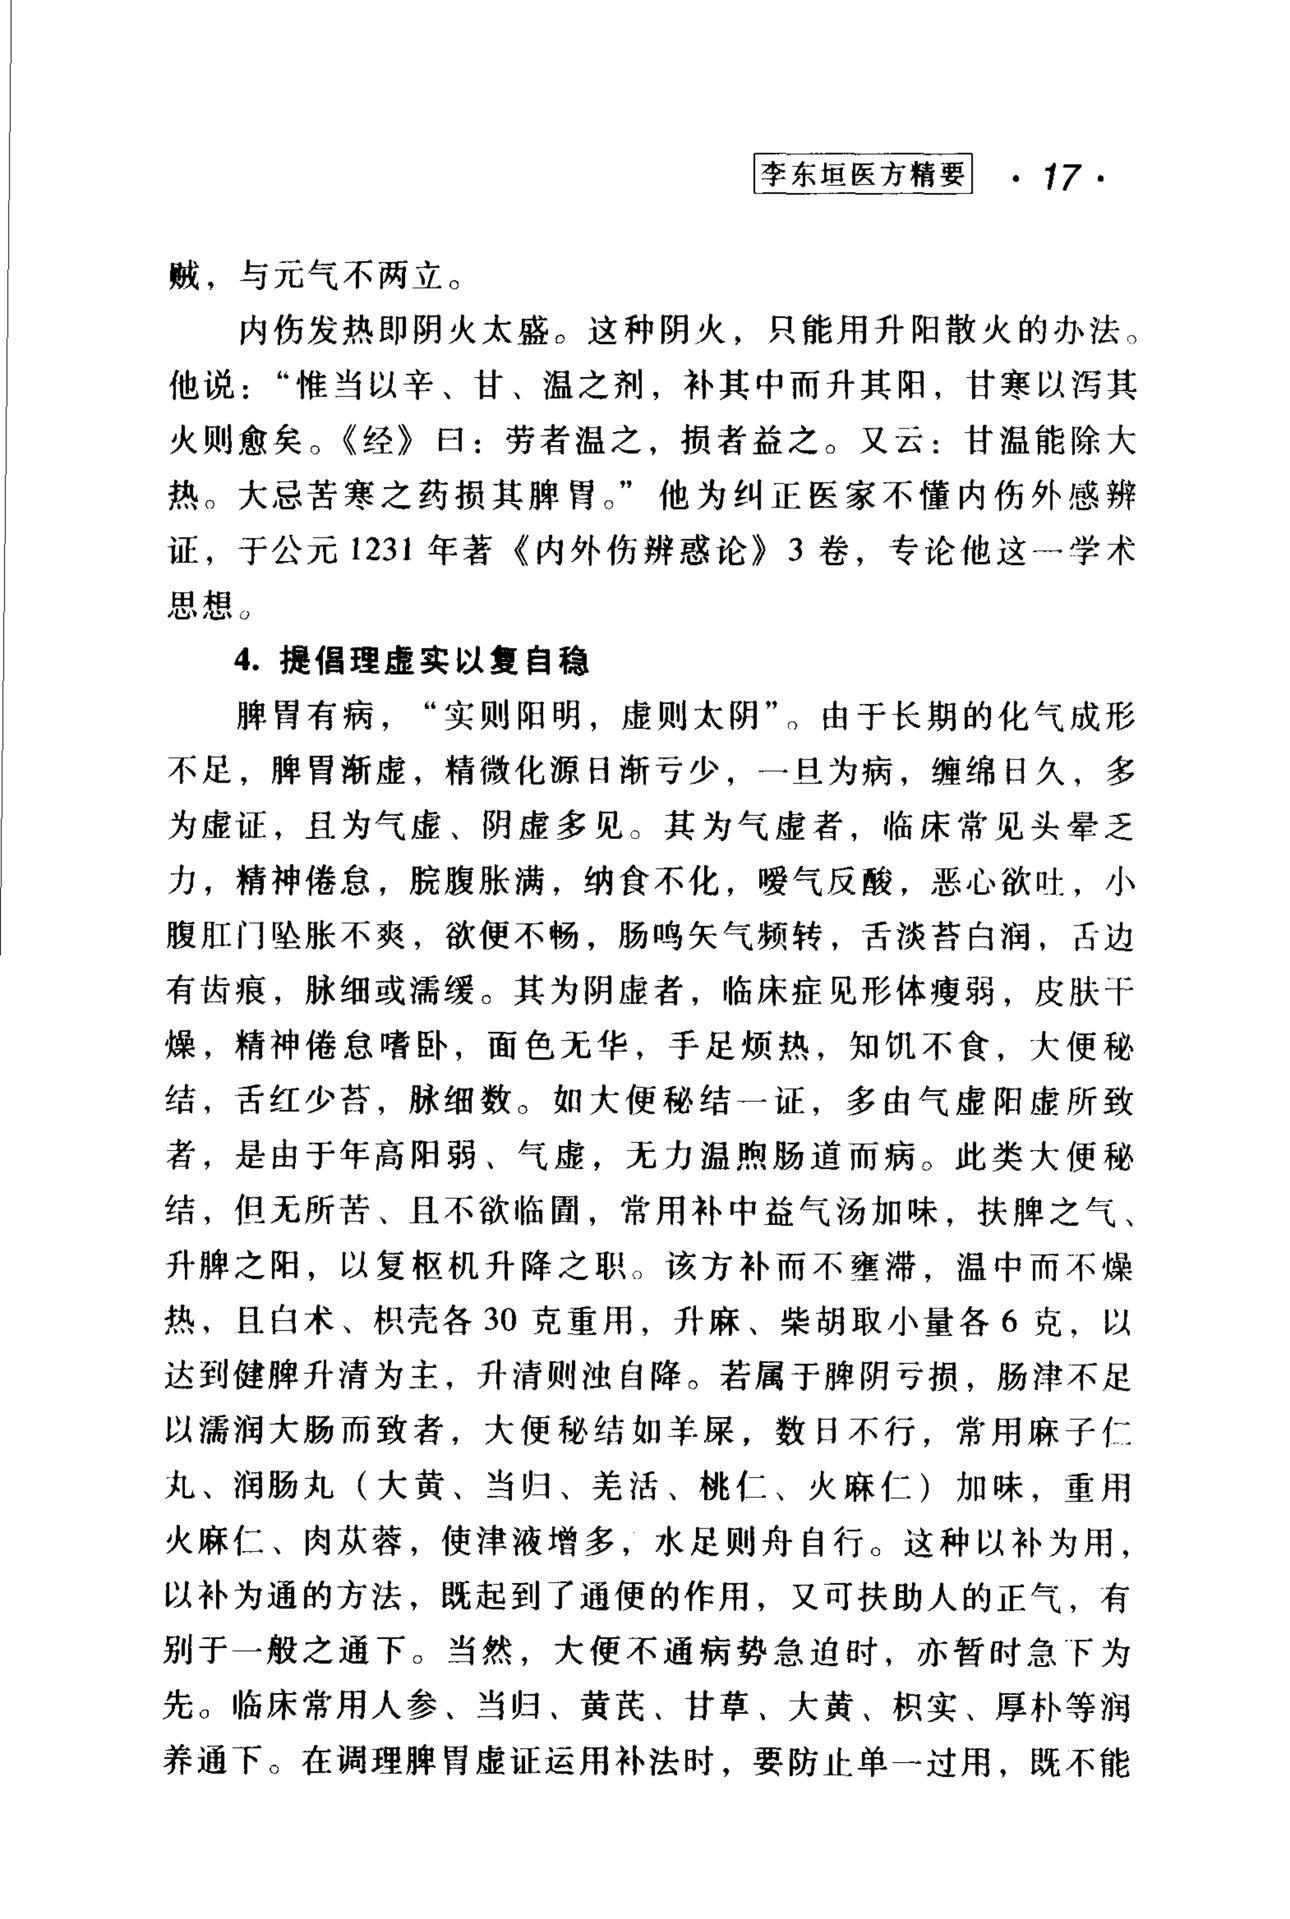 李东垣医方精要 · 17 ·
贼，与元气不两立。
内伤发热即阴火太盛。这种阴火，只能用升阳散火的办法。
他说：“惟当以辛、甘、温之剂，补其中而升其阳，甘寒以泻其
火则愈矣。《经》曰：劳者温之，损者益之。又云：甘温能除大
热。大忌苦寒之药损其脾胃。”他为纠正医家不懂内伤外感辨
证，于公元 1231 年著《内外伤辨惑论》3 卷，专论他这一学术
思想。
4. 提倡理虚实以复自稳
脾胃有病，“实则阳明，虚则太阴”。由于长期的化气成形
不足，脾胃渐虚，精微化源日渐亏少，一旦为病，缠绵日久，多
为虚证，且为气虚、阴虚多见。其为气虚者，临床常见头晕乏
力，精神倦怠，脘腹胀满，纳食不化，嗳气反酸，恶心欲吐，小
腹肛门坠胀不爽，欲便不畅，肠鸣矢气频转，舌淡苔白润，舌边
有齿痕，脉细或濡缓。其为阴虚者，临床症见形体瘦弱，皮肤干
燥，精神倦怠嗜卧，面色无华，手足烦热，知饥不食，大便秘
结，舌红少苔，脉细数。如大便秘结一证，多由气虚阳虚所致
者，是由于年高阳弱、气虚，无力温煦肠道而病。此类大便秘
结，但无所苦、且不欲临圊，常用补中益气汤加味，扶脾之气、
升脾之阳，以复枢机升降之职。该方补而不壅滞，温中而不燥
热，且白术、枳壳各 30 克重用，升麻、柴胡取小量各 6 克，以
达到健脾升清为主，升清则浊自降。若属于脾阴亏损，肠津不足
以濡润大肠而致者，大便秘结如羊屎，数日不行，常用麻子仁
丸、润肠丸（大黄、当归、羌活、桃仁、火麻仁）加味，重用
火麻仁、肉苁蓉，使津液增多，水足则舟自行。这种以补为用，
以补为通的方法，既起到了通便的作用，又可扶助人的正气，有
别于一般之通下。当然，大便不通病势急迫时，亦暂时急下为
先。临床常用人参、当归、黄芪、甘草、大黄、枳实、厚朴等润
养通下。在调理脾胃虚证运用补法时，要防止单一过用，既不能